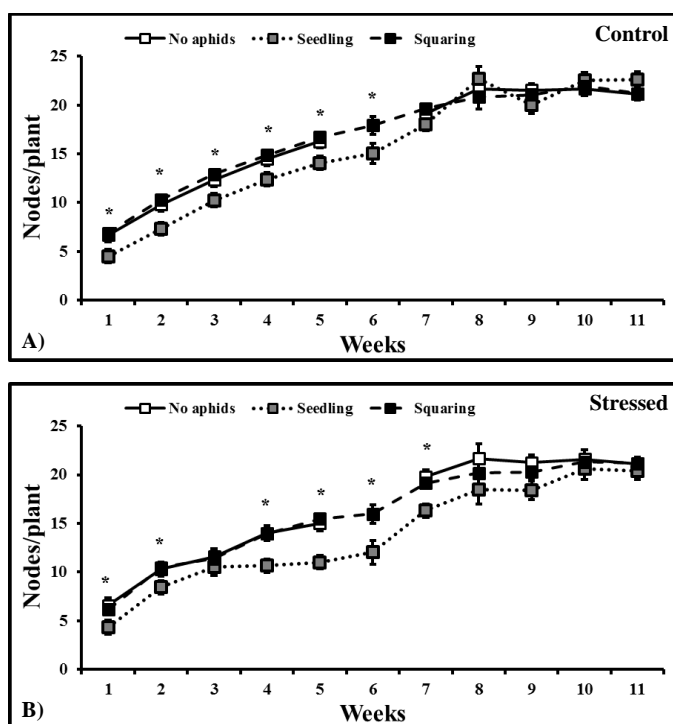 Control
No aphids Seedling Squaring
25
20
15
10
5
0
Nodes/plant
* * * * * *
1 2 3 4 5 6 7 8 9 10 11
Weeks
A)
Stressed
No aphids Seedling Squaring
25
20
15
10
5
0
Nodes/plant
* * * * * *
1 2 3 4 5 6 7 8 9 10 11
Weeks
B)